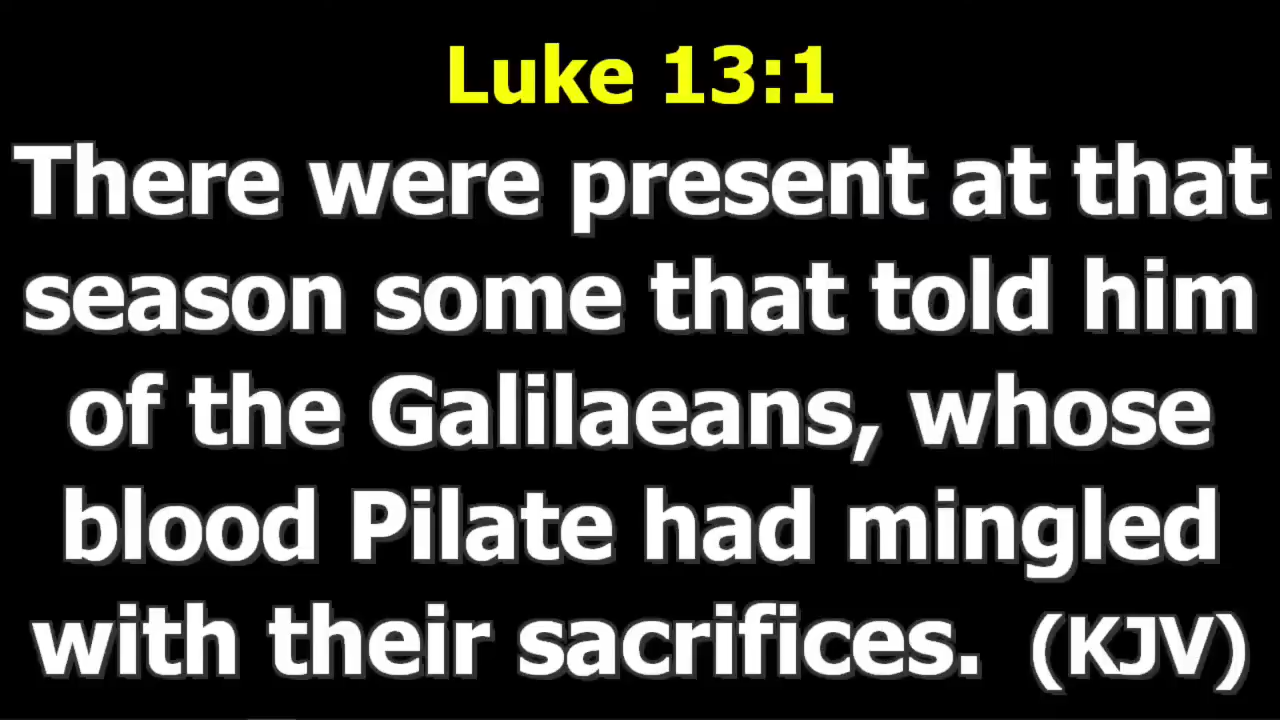 Luke 13:1
There were present at that
season some that told him
of the Galilaeans, whose
blood Pilate had mingled
with their sacrifices. (KJV)